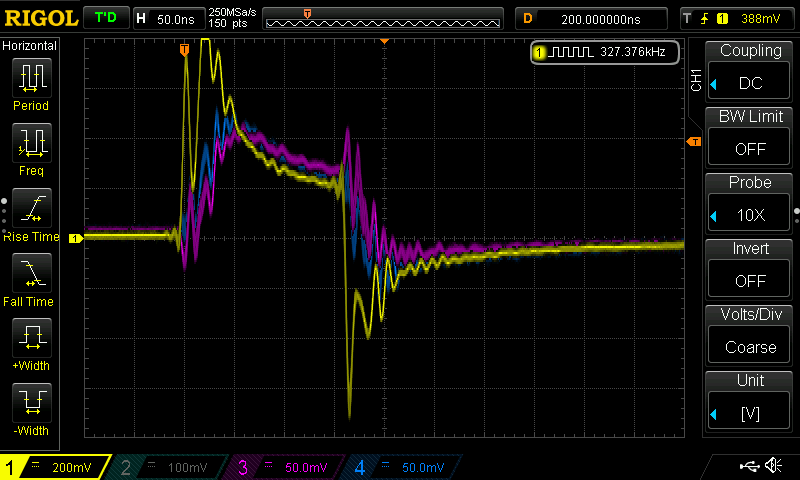 RIGOL T'D H 50.0ns 250MSa/s D 200.000000ns T 1 388mV
150 pts
T
Horizontal
1 327.376kHz
Period
Freq
Rise Time
Fall Time
+Width
-Width
T
1
T
CH1
Coupling
DC
BW Limit
OFF
Probe
10X
Invert
OFF
Volts/Div
Coarse
Unit
[V]
1 200mV 2 100mV 3 50.0mV 4 50.0mV